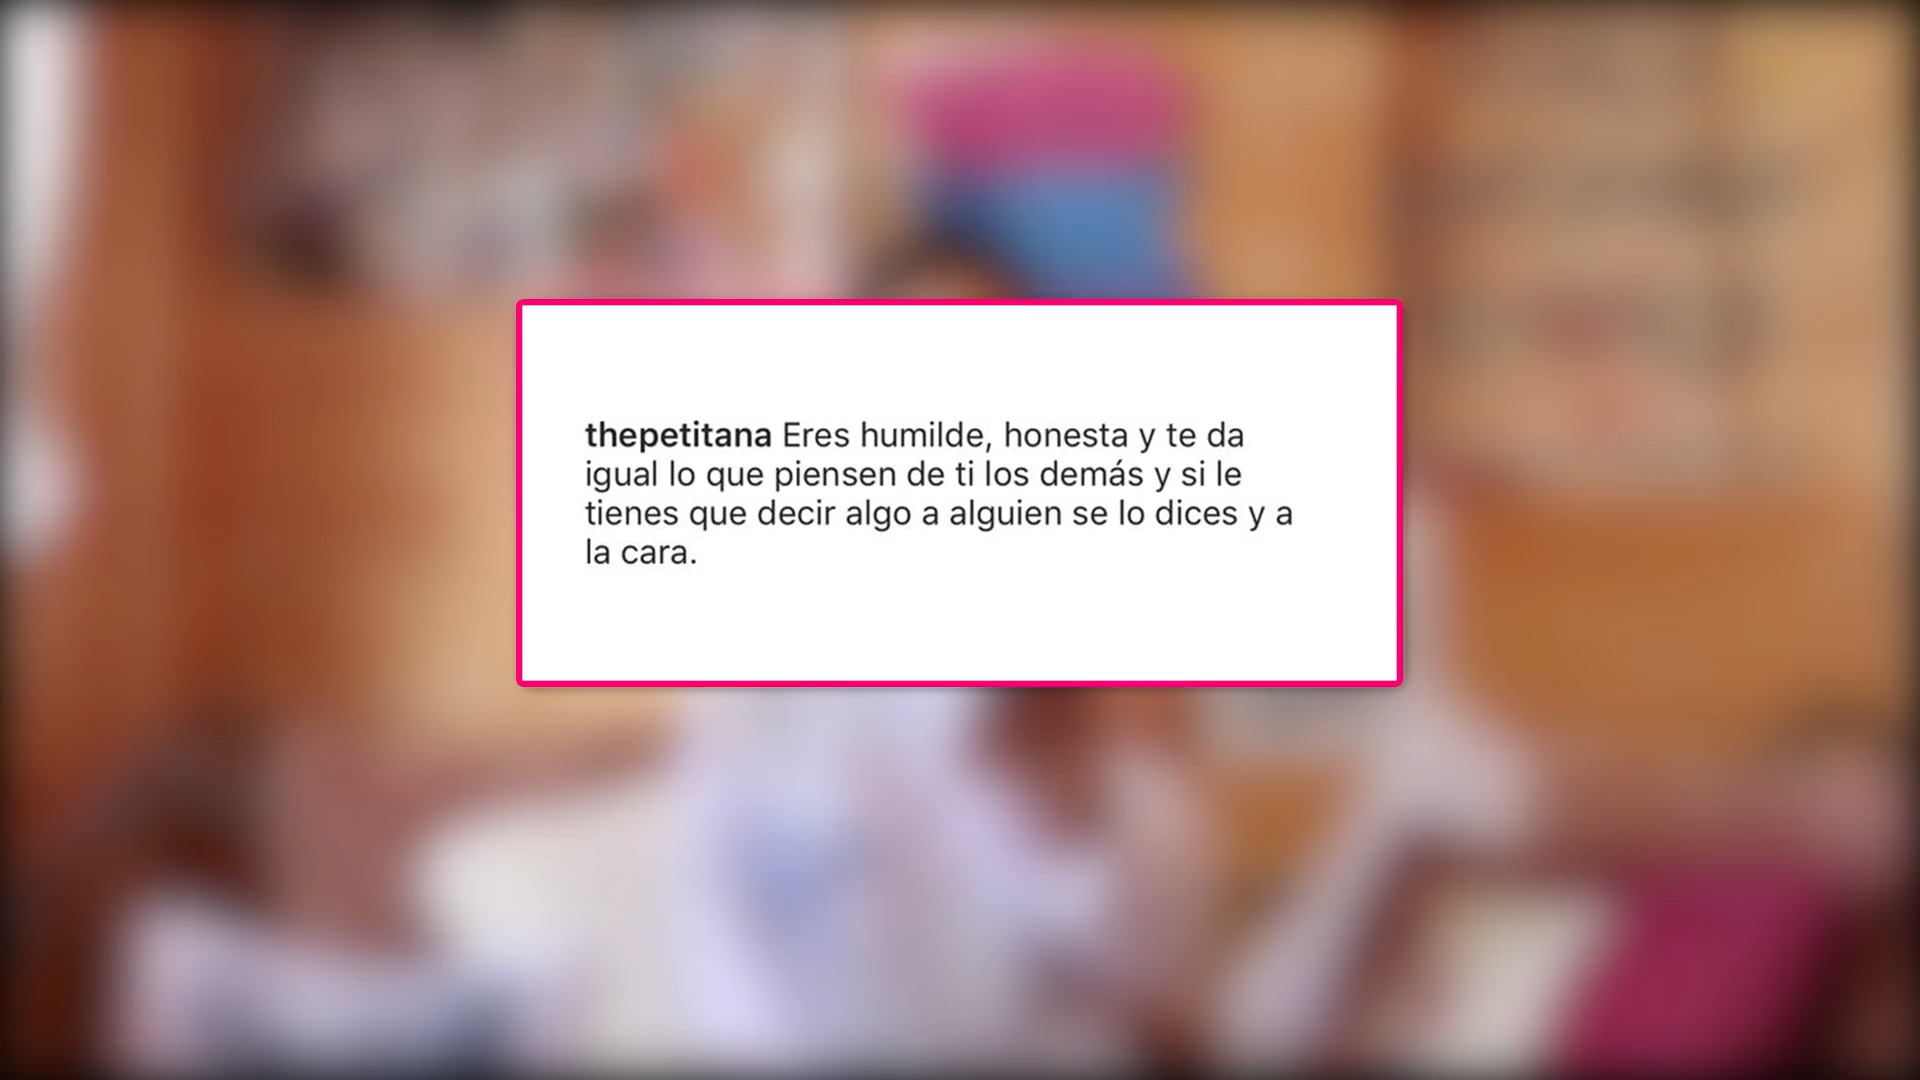 thepetitana Eres humilde, honesta y te da
igual lo que piensen de ti los demás y si le
tienes que decir algo a alguien se lo dices y a
la cara.